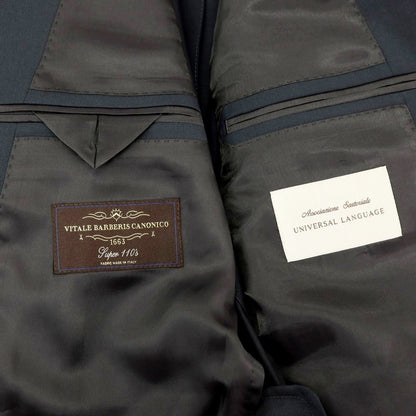 VITALE BARBERIS CANONICO
1663
Super 110's
FABRIC MADE IN ITALY
Associazione Sartoriale
UNIVERSAL LANGUAGE